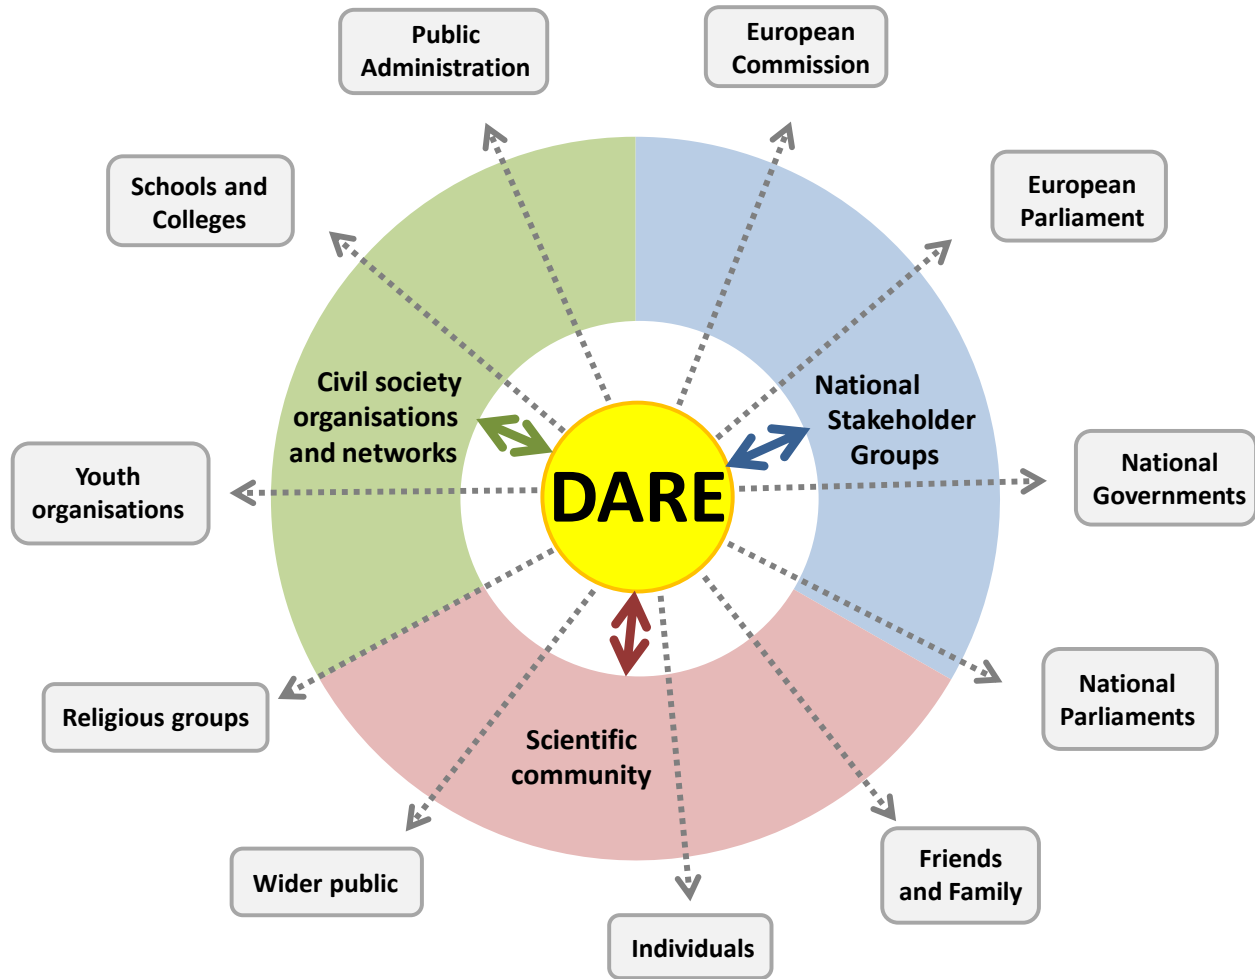 Public
Administration
European
Commission
Schools and
Colleges
European
Parliament
Civil society
organisations
and networks
National
Stakeholder
Groups
DARE
Youth
organisations
National
Governments
Religious groups
National
Parliaments
Scientific
community
Wider public
Friends
and Family
Individuals